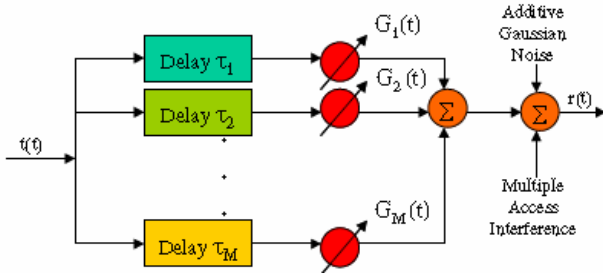 Additive
Gaussian
Noise
G1(t)
Delay τ1
G2(t)
Delay τ2
Σ
Σ
r(t)
t(t)
Multiple
Access
Interference
GM(t)
Delay τM